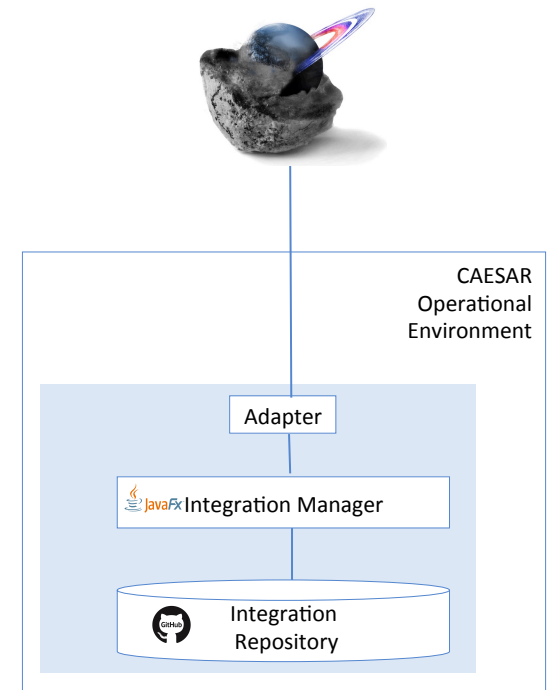 CAESAR
Operational
Environment
Adapter
JavaFx Integration Manager
GitHub
Integration
Repository